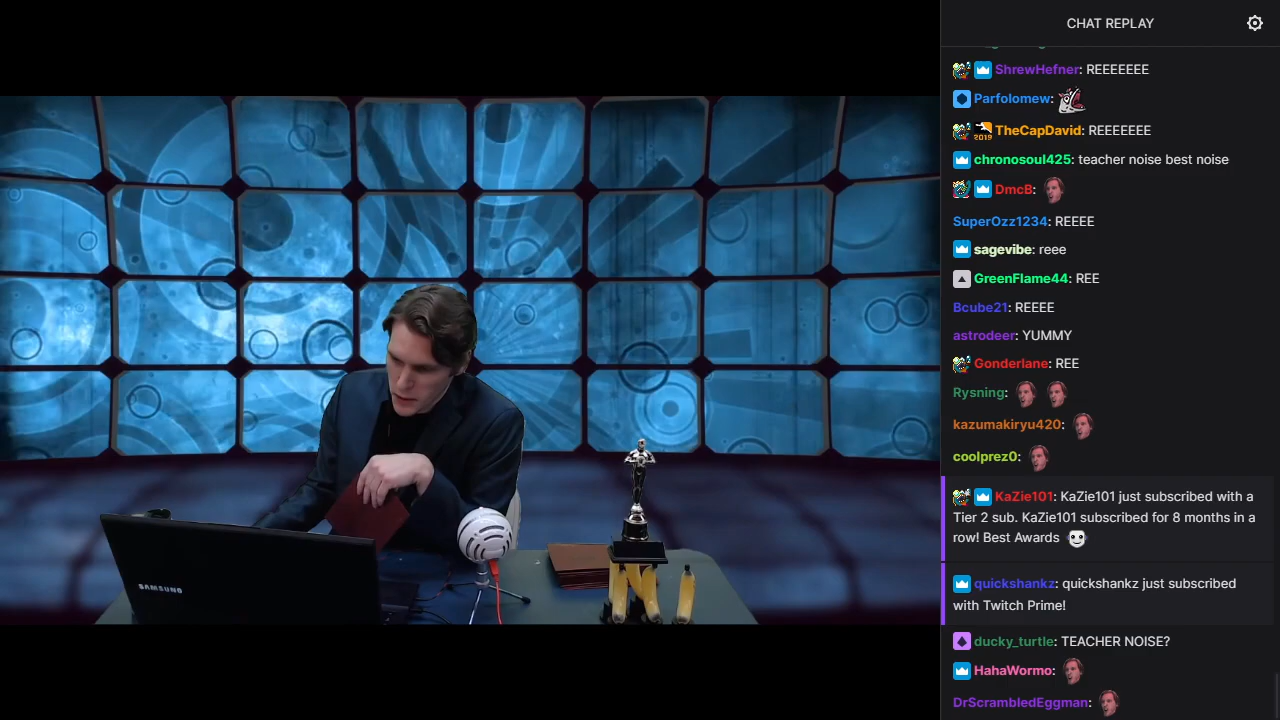 CHAT REPLAY
ShrewHefner: REEEEEEE
Parfolomew:
2019 TheCapDavid: REEEEEEE
chronosoul425: teacher noise best noise
DmcB:
SuperOzz1234: REEEE
sagevibe: reee
GreenFlame44: REE
Bcube21: REEEE
astrodeer: YUMMY
Gonderlane: REE
Rysning:
kazumakiryu420:
coolprez0:
KaZie101: KaZie101 just subscribed with a
Tier 2 sub. KaZie101 subscribed for 8 months in a
row! Best Awards
quickshankz: quickshankz just subscribed
with Twitch Prime!
ducky_turtle: TEACHER NOISE?
HahaWormo:
DrScrambledEggman:
SAMSUNG